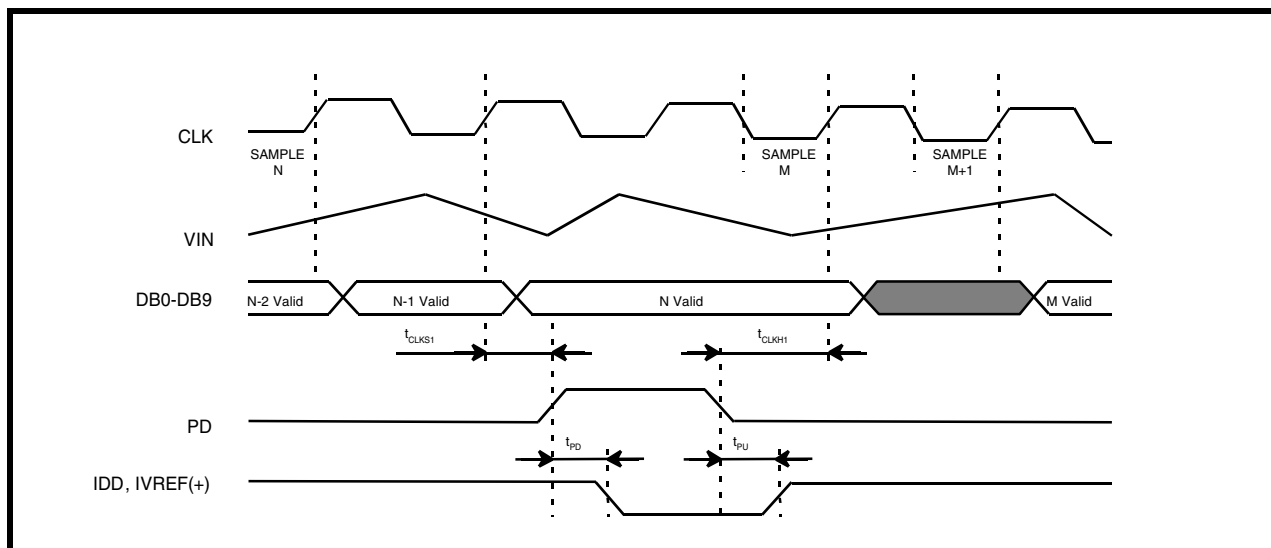 CLK
SAMPLE
N
SAMPLE
M
SAMPLE
M+1
VIN
DB0-DB9
N-2 Valid
N-1 Valid
N Valid
M Valid
tCLKS1
tCLKH1
PD
tPD
tPU
IDD, IVREF(+)